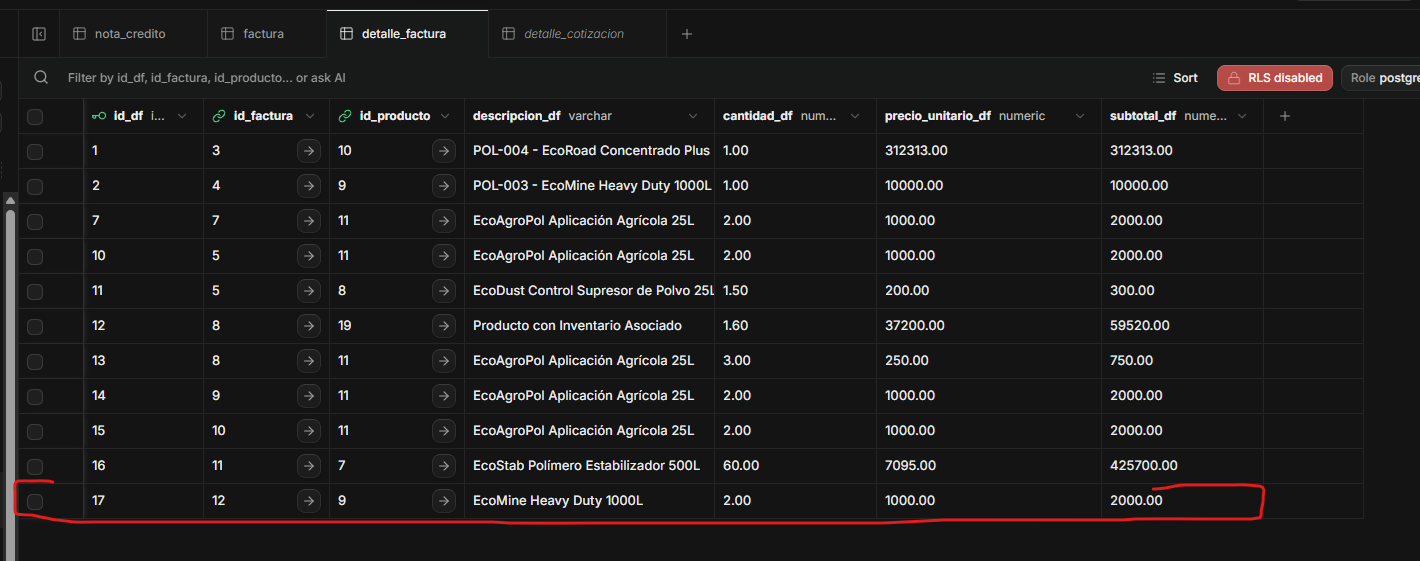 nota_credito factura detalle_factura detalle_cotizacion
Filter by id_df, id_factura, id_producto... or ask AI Sort RLS disabled Role postgre
id_df i... id_factura id_producto descripcion_df varchar cantidad_df num... precio_unitario_df numeric subtotal_df nume...
1 3 10 POL-004 - EcoRoad Concentrado Plus 1.00 312313.00 312313.00
2 4 9 POL-003 - EcoMine Heavy Duty 1000L 1.00 10000.00 10000.00
7 7 11 EcoAgroPol Aplicación Agrícola 25L 2.00 1000.00 2000.00
10 5 11 EcoAgroPol Aplicación Agrícola 25L 2.00 1000.00 2000.00
11 5 8 EcoDust Control Supresor de Polvo 25L 1.50 200.00 300.00
12 8 19 Producto con Inventario Asociado 1.60 37200.00 59520.00
13 8 11 EcoAgroPol Aplicación Agrícola 25L 3.00 250.00 750.00
14 9 11 EcoAgroPol Aplicación Agrícola 25L 2.00 1000.00 2000.00
15 10 11 EcoAgroPol Aplicación Agrícola 25L 2.00 1000.00 2000.00
16 11 7 EcoStab Polímero Estabilizador 500L 60.00 7095.00 425700.00
17 12 9 EcoMine Heavy Duty 1000L 2.00 1000.00 2000.00